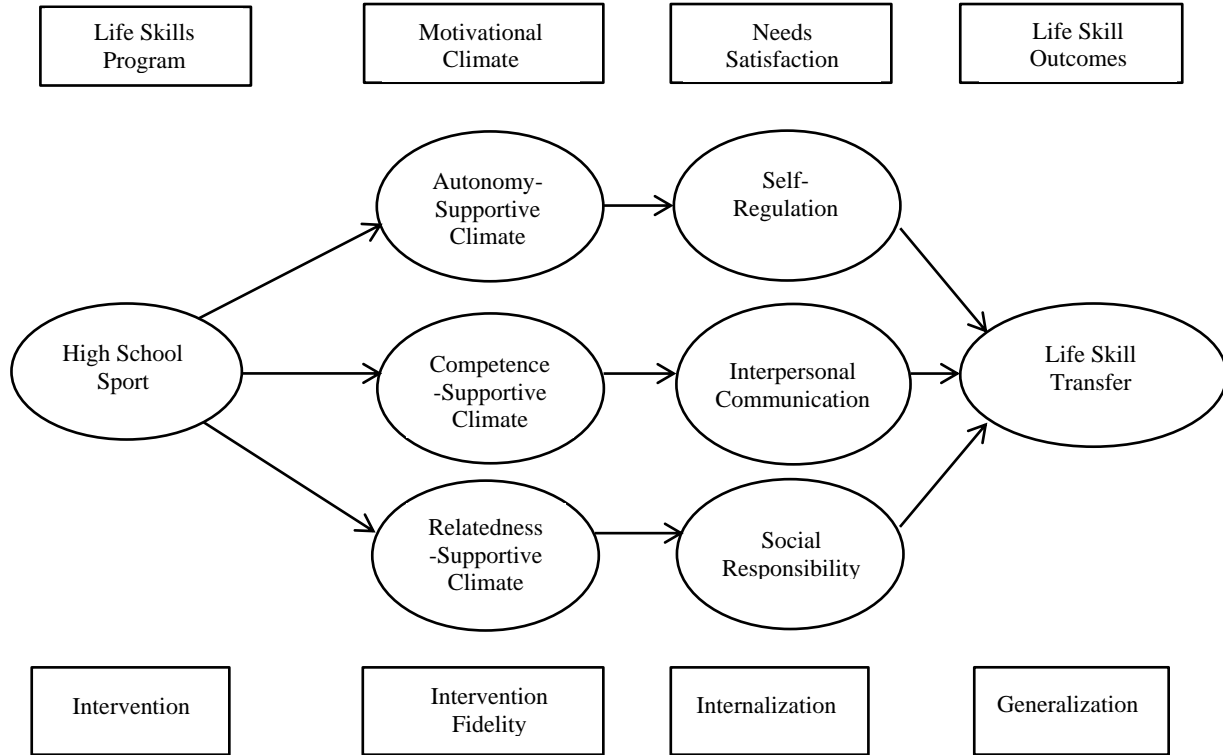 Life Skills
Program
Motivational
Climate
Needs
Satisfaction
Life Skill
Outcomes
Autonomy-
Supportive
Climate
Self-
Regulation
High School
Sport
Competence
-Supportive
Climate
Interpersonal
Communication
Life Skill
Transfer
Relatedness
-Supportive
Climate
Social
Responsibility
Intervention
Intervention
Fidelity
Internalization
Generalization